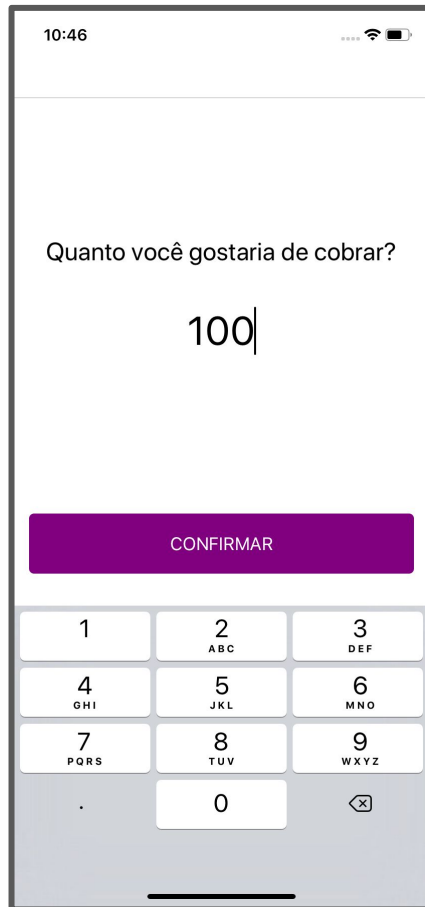 10:46
Quanto você gostaria de cobrar?
100
CONFIRMAR
1
2
ABC
3
DEF
4
GHI
5
JKL
6
MNO
7
PQRS
8
TUV
9
WXYZ
.
0